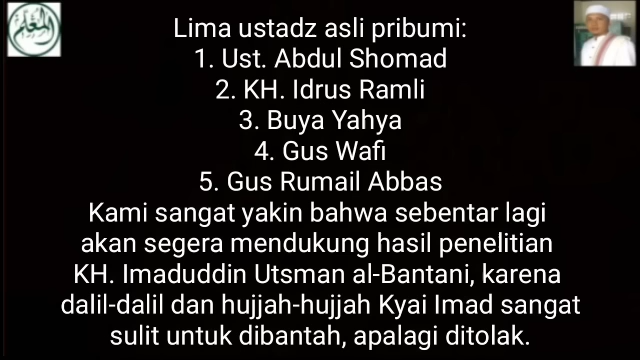 Lima ustadz asli pribumi:
1. Ust. Abdul Shomad
2. KH. Idrus Ramli
3. Buya Yahya
4. Gus Wafi
5. Gus Rumail Abbas
Kami sangat yakin bahwa sebentar lagi
akan segera mendukung hasil penelitian
KH. Imaduddin Utsman al-Bantani, karena
dalil-dalil dan hujjah-hujjah Kyai Imad sangat
sulit untuk dibantah, apalagi ditolak.